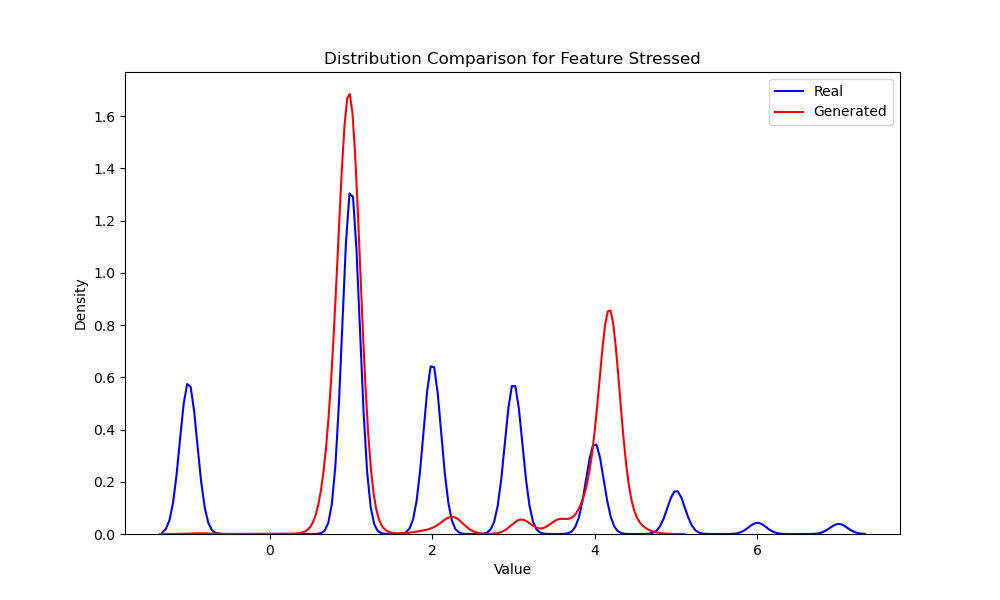 Distribution Comparison for Feature Stressed
Real
Generated
Density
1.6
1.4
1.2
1.0
0.8
0.6
0.4
0.2
0.0
0 2 4 6
Value